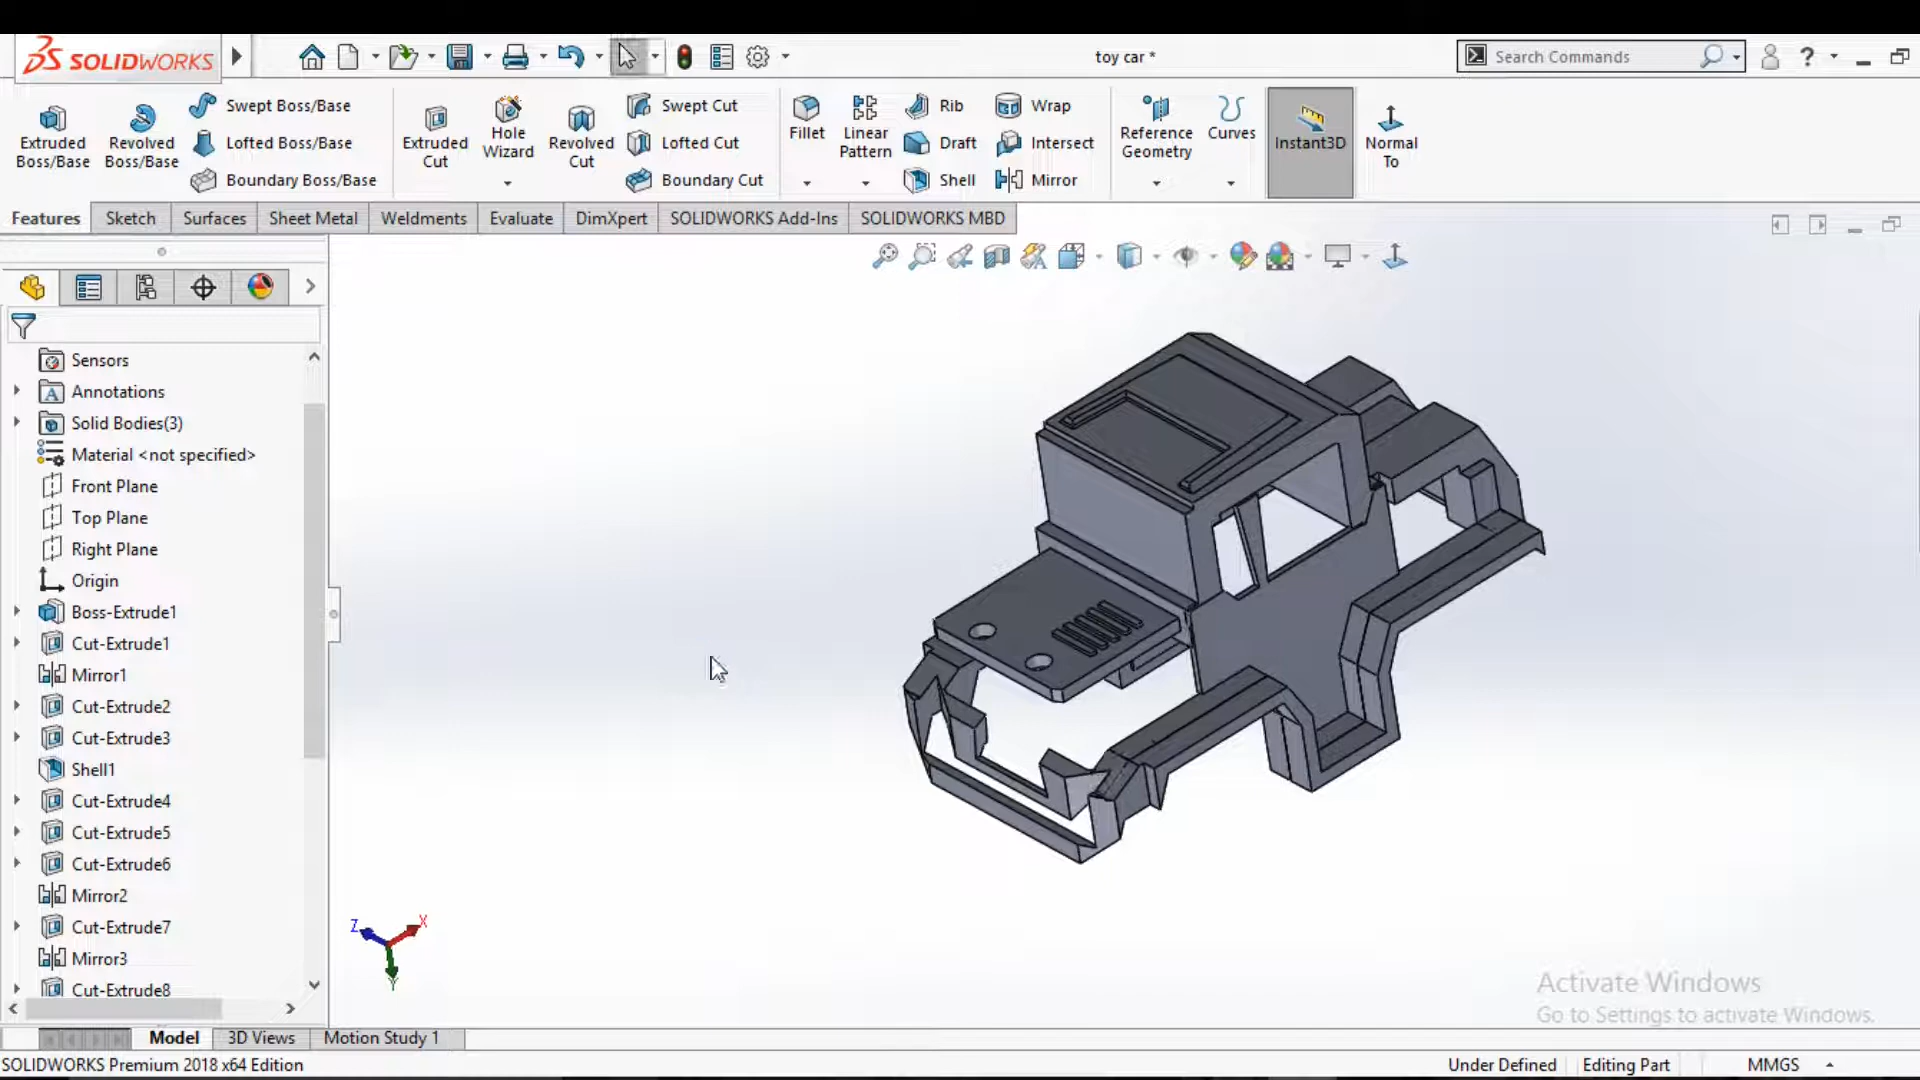 SOLIDWORKS
toy car *
Search Commands
?
Extruded Boss/Base
Revolved Boss/Base
Swept Boss/Base
Lofted Boss/Base
Boundary Boss/Base
Extruded Cut
Hole Wizard
Revolved Cut
Swept Cut
Lofted Cut
Boundary Cut
Fillet
Linear Pattern
Rib
Draft
Shell
Wrap
Intersect
Mirror
Reference Geometry
Curves
Instant3D
Normal To
Features
Sketch
Surfaces
Sheet Metal
Weldments
Evaluate
DimXpert
SOLIDWORKS Add-Ins
SOLIDWORKS MBD
Sensors
Annotations
Solid Bodies(3)
Material <not specified>
Front Plane
Top Plane
Right Plane
Origin
Boss-Extrude1
Cut-Extrude1
Mirror1
Cut-Extrude2
Cut-Extrude3
Shell1
Cut-Extrude4
Cut-Extrude5
Cut-Extrude6
Mirror2
Cut-Extrude7
Mirror3
Cut-Extrude8
Z
X
Y
Activate Windows
Go to Settings to activate Windows.
Model
3D Views
Motion Study 1
SOLIDWORKS Premium 2018 x64 Edition
Under Defined
Editing Part
MMGS